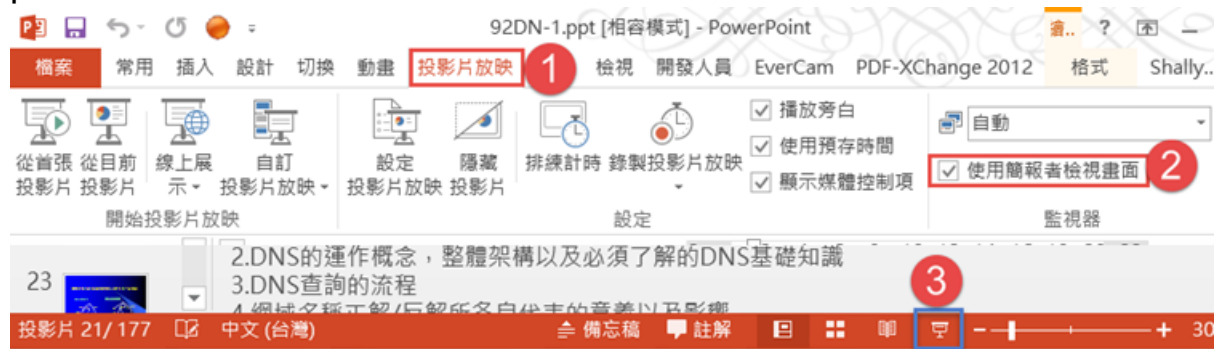 92DN-1.ppt [相容模式] - PowerPoint
繪.. ?
檔案 常用 插入 設計 切換 動畫 投影片放映 1 檢視 開發人員 EverCam PDF-XChange 2012 格式 Shally..
從首張投影片
從目前投影片
線上展示
自訂投影片放映
開始投影片放映
設定投影片放映
隱藏投影片
排練計時
錄製投影片放映
播放旁白
使用預存時間
顯示媒體控制項
設定
自動
使用簡報者檢視畫面 2
監視器
23
2.DNS的運作概念，整體架構以及必須了解的DNS基礎知識
3.DNS查詢的流程
3
投影片 21/ 177 中文 (台灣) 備忘稿 註解 30